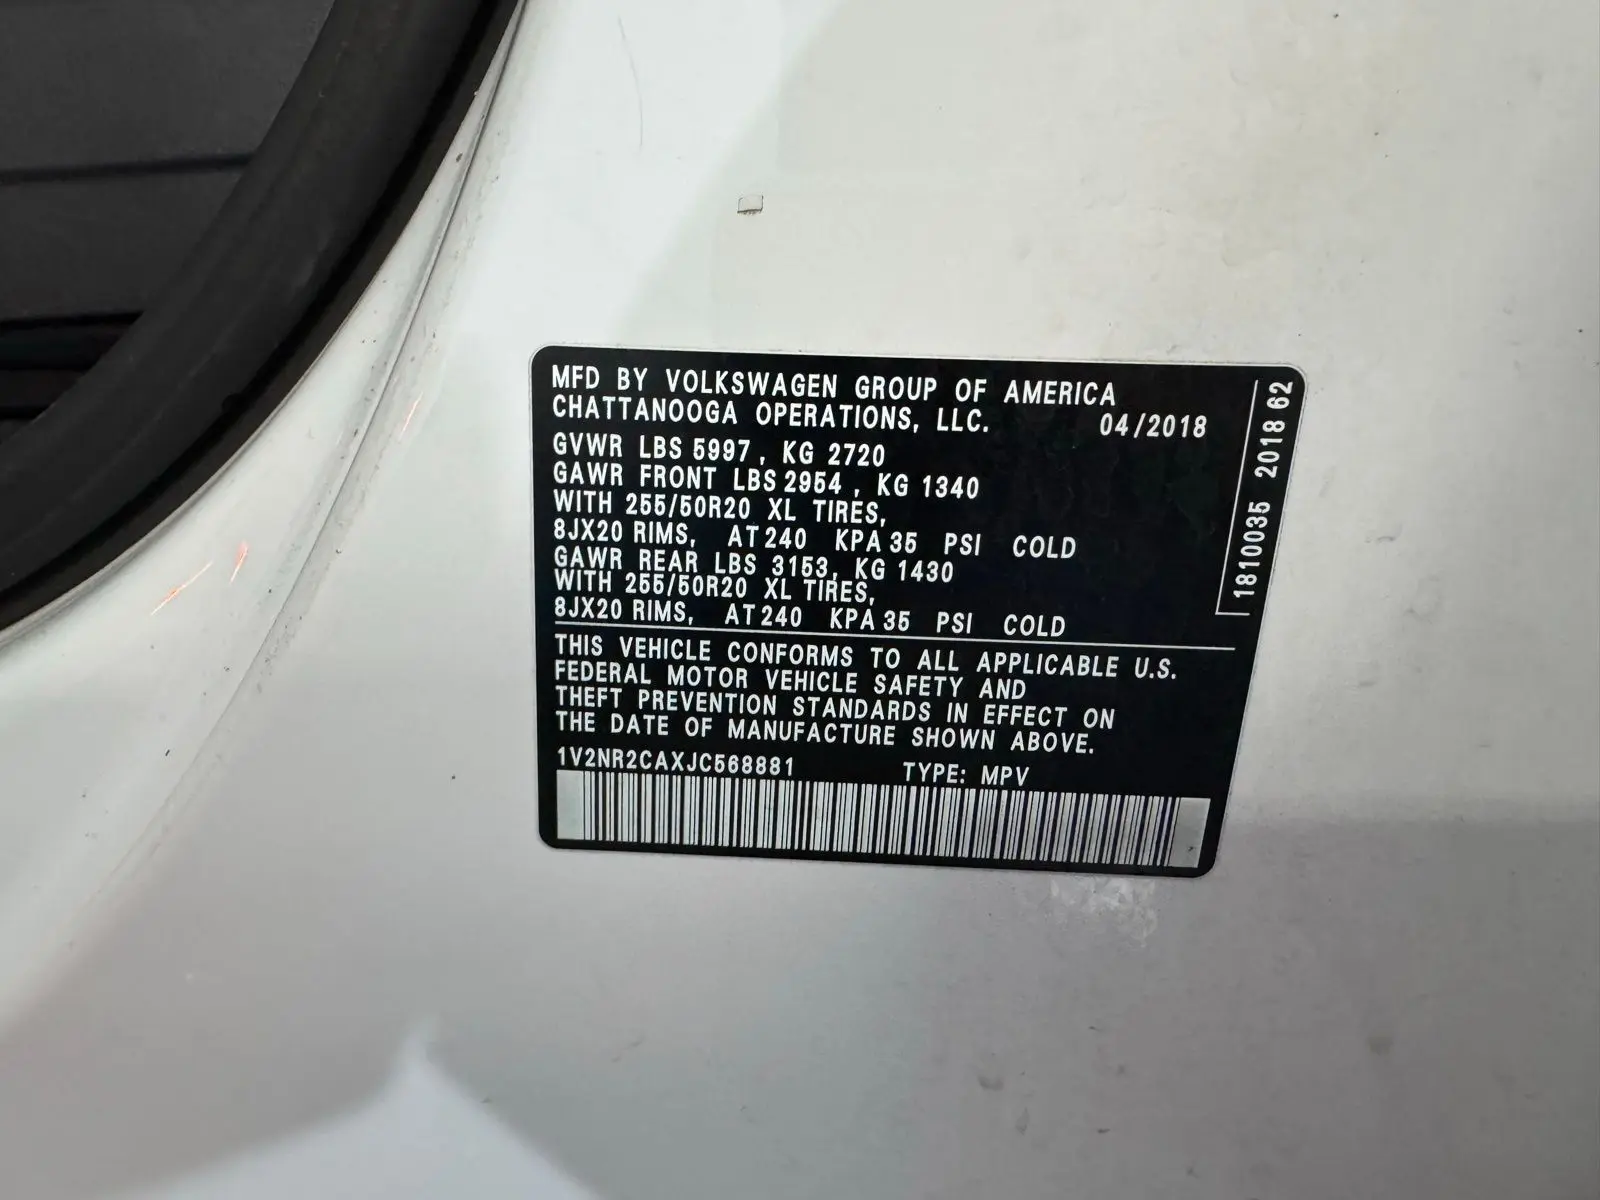 MFD BY VOLKSWAGEN GROUP OF AMERICA
CHATTANOOGA OPERATIONS, LLC. 04/2018
GVWR LBS 5997, KG 2720
GAWR FRONT LBS 2954, KG 1340
WITH 255/50R20 XL TIRES,
8JX20 RIMS, AT 240 KPA 35 PSI COLD
GAWR REAR LBS 3153, KG 1430
WITH 255/50R20 XL TIRES,
8JX20 RIMS, AT 240 KPA 35 PSI COLD
THIS VEHICLE CONFORMS TO ALL APPLICABLE U.S.
FEDERAL MOTOR VEHICLE SAFETY AND
THEFT PREVENTION STANDARDS IN EFFECT ON
THE DATE OF MANUFACTURE SHOWN ABOVE.
1V2NR2CAXJC568881 TYPE: MPV
1810035 2018 62